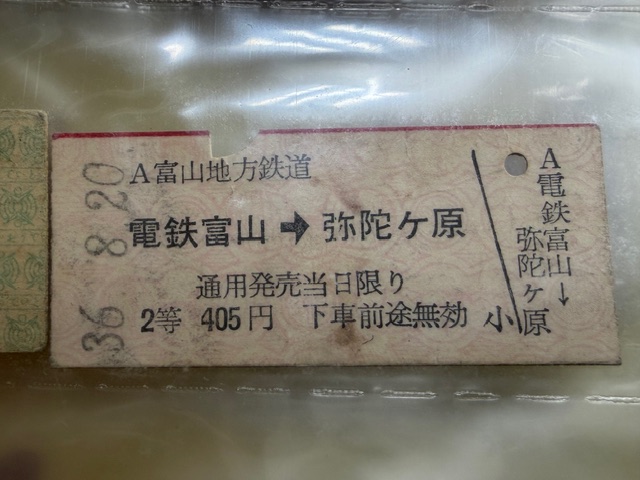 A富山地方鉄道
電鉄富山➡弥陀ケ原
通用発売当日限り
2等 405円 下車前途無効
36 8.20
小
A電鉄富山↓
弥陀ヶ原